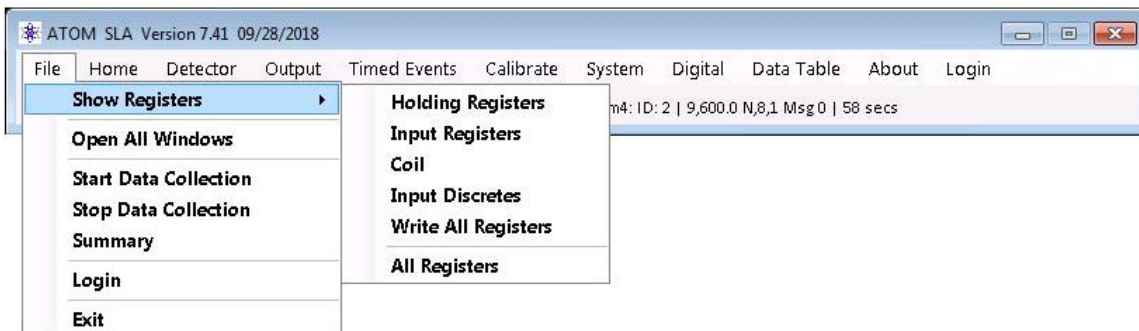 ATOM SLA Version 7.41 09/28/2018
File Home Detector Output Timed Events Calibrate System Digital Data Table About Login
Show Registers
Open All Windows
Start Data Collection
Stop Data Collection
Summary
Login
Exit
Holding Registers
Input Registers
Coil
Input Discretes
Write All Registers
All Registers
ID: 2 | 9,600.0 N,8,1 Msg 0 | 58 secs